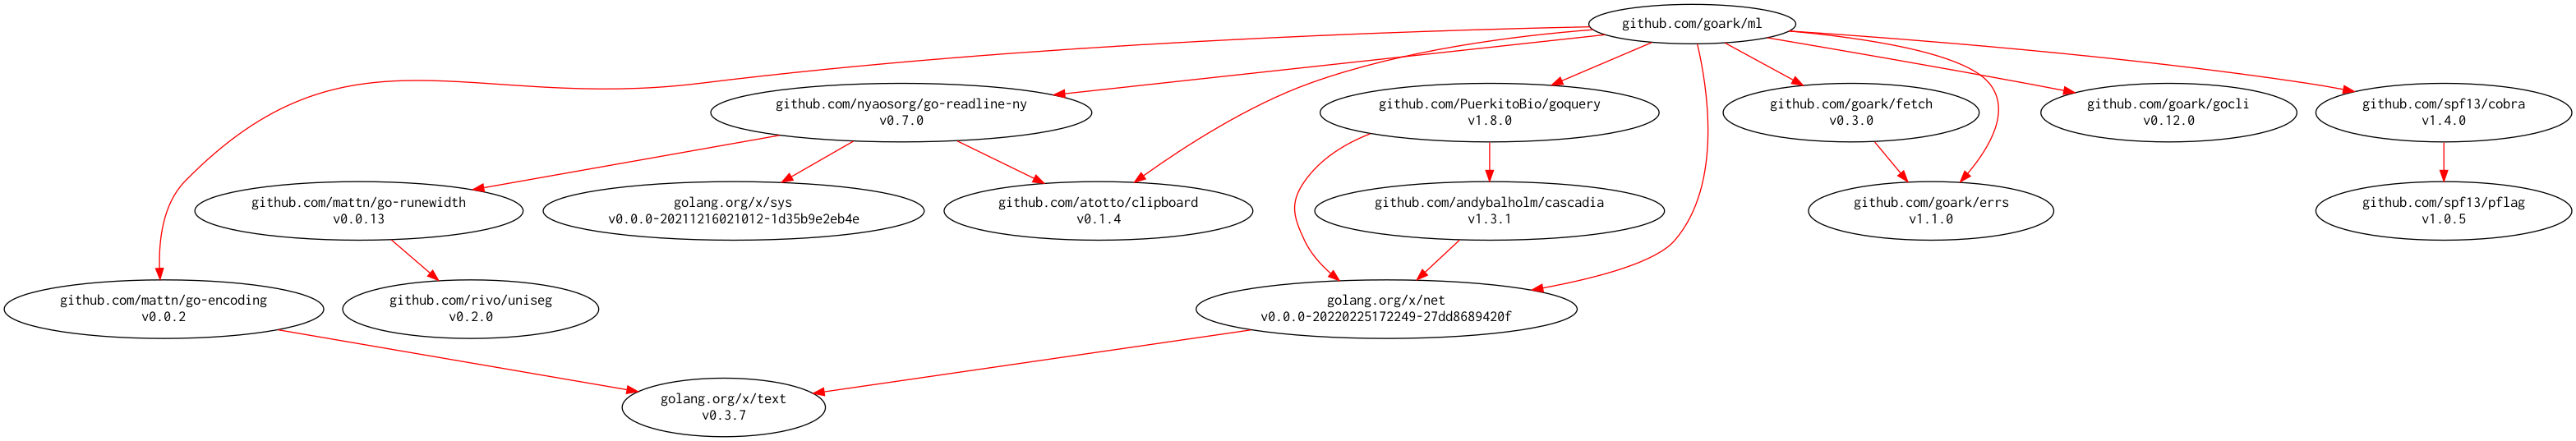 github.com/goark/ml
github.com/nyaosorg/go-readline-ny
v0.7.0
github.com/PuerkitoBio/goquery
v1.8.0
github.com/goark/fetch
v0.3.0
github.com/goark/gocli
v0.12.0
github.com/spf13/cobra
v1.4.0
github.com/mattn/go-runewidth
v0.0.13
golang.org/x/sys
v0.0.0-20211216021012-1d35b9e2eb4e
github.com/atotto/clipboard
v0.1.4
github.com/andybalholm/cascadia
v1.3.1
github.com/goark/errs
v1.1.0
github.com/spf13/pflag
v1.0.5
github.com/mattn/go-encoding
v0.0.2
github.com/rivo/uniseg
v0.2.0
golang.org/x/net
v0.0.0-20220225172249-27dd8689420f
golang.org/x/text
v0.3.7